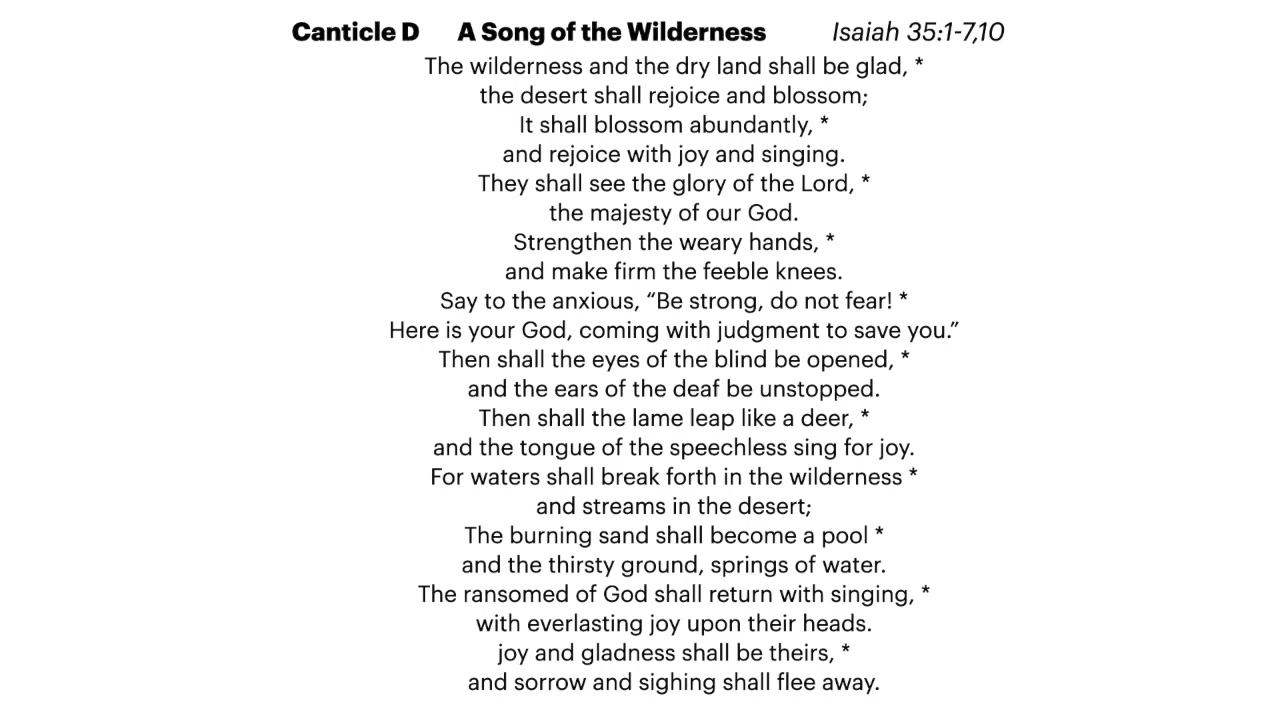 Canticle D A Song of the Wilderness Isaiah 35:1-7,10
The wilderness and the dry land shall be glad, *
the desert shall rejoice and blossom;
It shall blossom abundantly, *
and rejoice with joy and singing.
They shall see the glory of the Lord, *
the majesty of our God.
Strengthen the weary hands, *
and make firm the feeble knees.
Say to the anxious, “Be strong, do not fear! *
Here is your God, coming with judgment to save you.”
Then shall the eyes of the blind be opened, *
and the ears of the deaf be unstopped.
Then shall the lame leap like a deer, *
and the tongue of the speechless sing for joy.
For waters shall break forth in the wilderness *
and streams in the desert;
The burning sand shall become a pool *
and the thirsty ground, springs of water.
The ransomed of God shall return with singing, *
with everlasting joy upon their heads.
joy and gladness shall be theirs, *
and sorrow and sighing shall flee away.